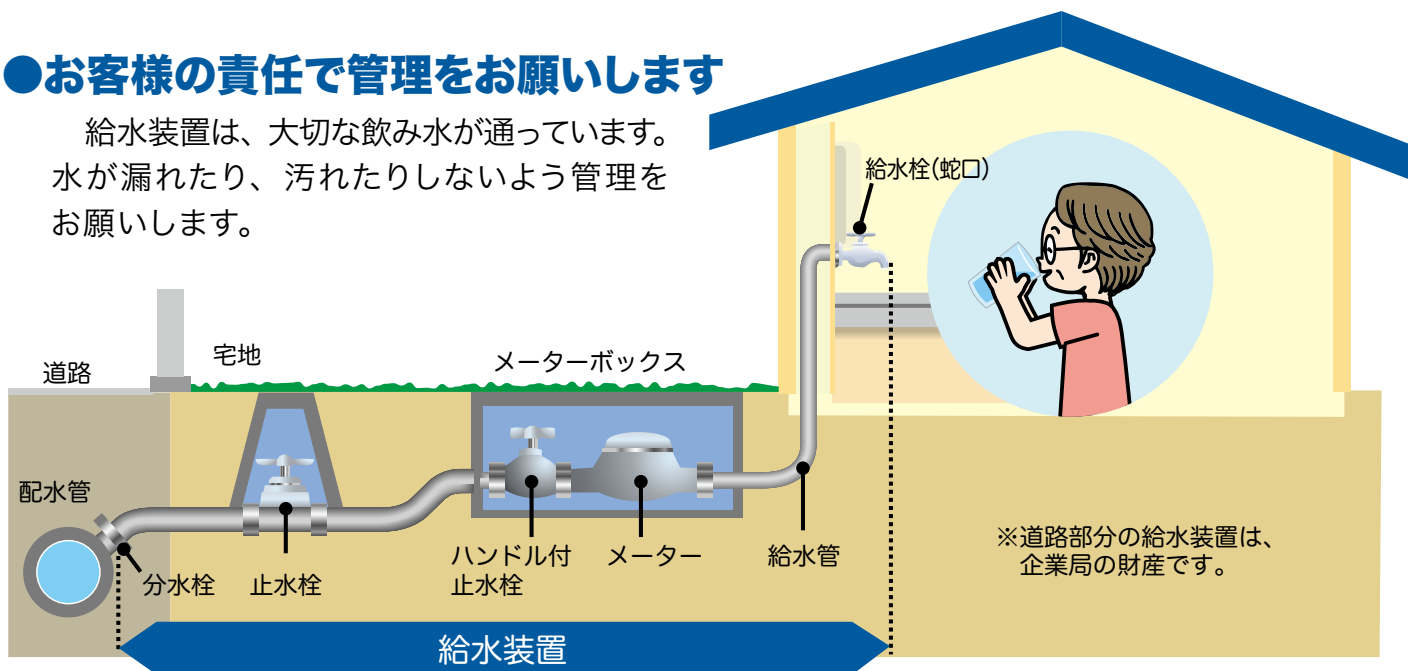 ●お客様の責任で管理をお願いします
給水装置は、大切な飲み水が通っています。
水が漏れたり、汚れたりしないよう管理を
お願いします。
給水栓(蛇口)
道路
宅地
メーターボックス
配水管
分水栓
止水栓
ハンドル付
止水栓
メーター
給水管
※道路部分の給水装置は、
企業局の財産です。
給水装置